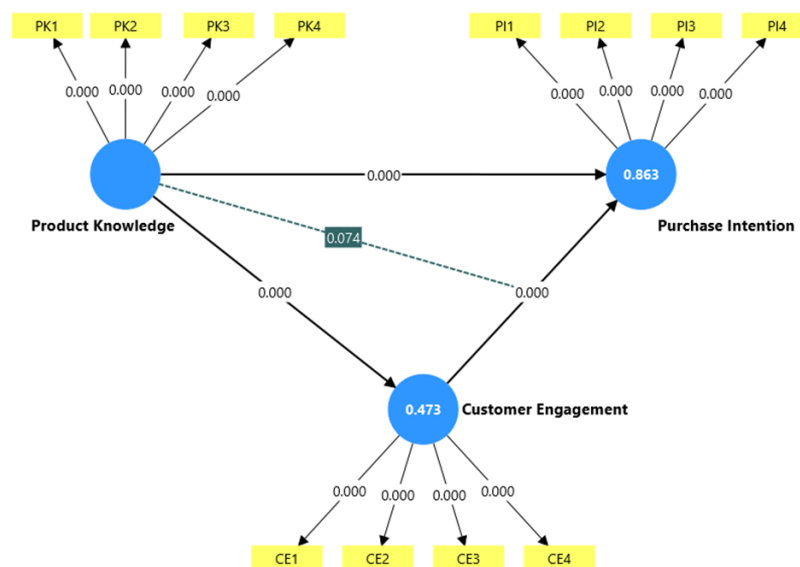 PK1 PK2 PK3 PK4 PI1 PI2 PI3 PI4
0.000 0.000 0.000 0.000 0.000 0.000 0.000 0.000
0.000 0.863
Product Knowledge Purchase Intention
0.074
0.000 0.000
0.473 Customer Engagement
0.000 0.000 0.000 0.000
CE1 CE2 CE3 CE4